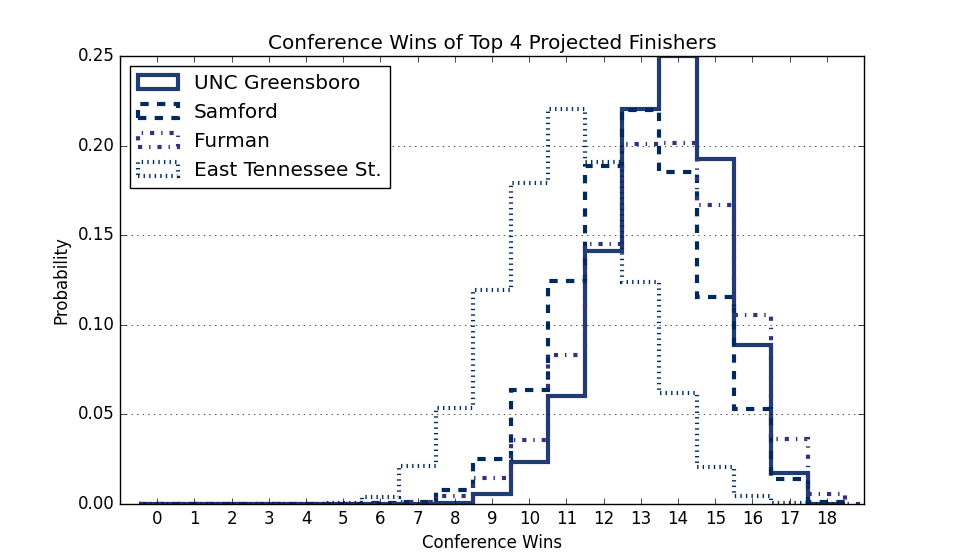 Conference Wins of Top 4 Projected Finishers
0.25
0.20
0.15
0.10
0.05
0.00
Probability
UNC Greensboro
Samford
Furman
East Tennessee St.
0 1 2 3 4 5 6 7 8 9 10 11 12 13 14 15 16 17 18
Conference Wins